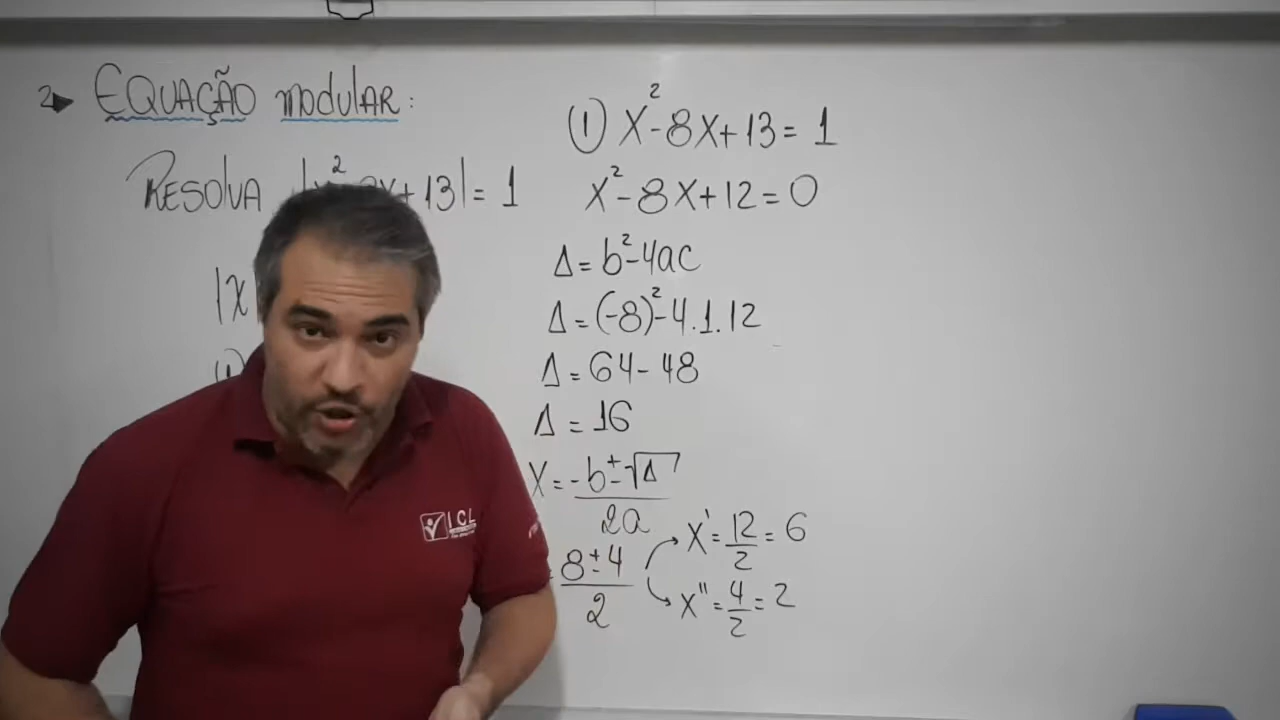 2 EQUAÇÃO MODULAR:
RESOLVA |x² x + 13| = 1
|X|
1)
1) X² - 8X + 13 = 1
X² - 8X + 12 = 0
Δ = b² - 4ac
Δ = (-8)² - 4.1.12
Δ = 64 - 48
Δ = 16
X = -b ± √Δ / 2a
= 8 ± 4 / 2
X' = 12/2 = 6
X'' = 4/2 = 2
ICL